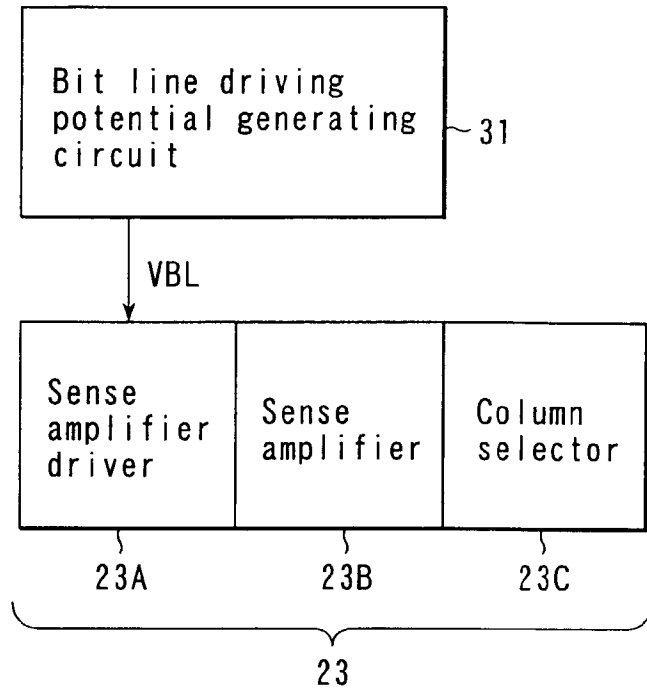 Bit line driving
potential generating
circuit
31
VBL
Sense
amplifier
driver
Sense
amplifier
Column
selector
23A
23B
23C
23